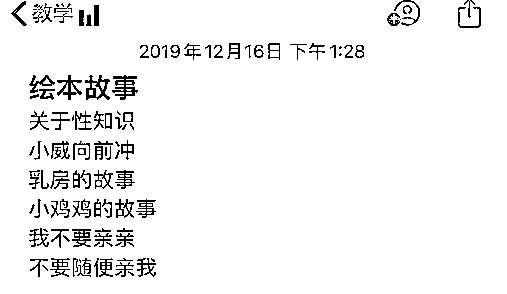 教学
2019年12月16日 下午1:28
绘本故事
关于性知识
小威向前冲
乳房的故事
小鸡鸡的故事
我不要亲亲
不要随便亲我